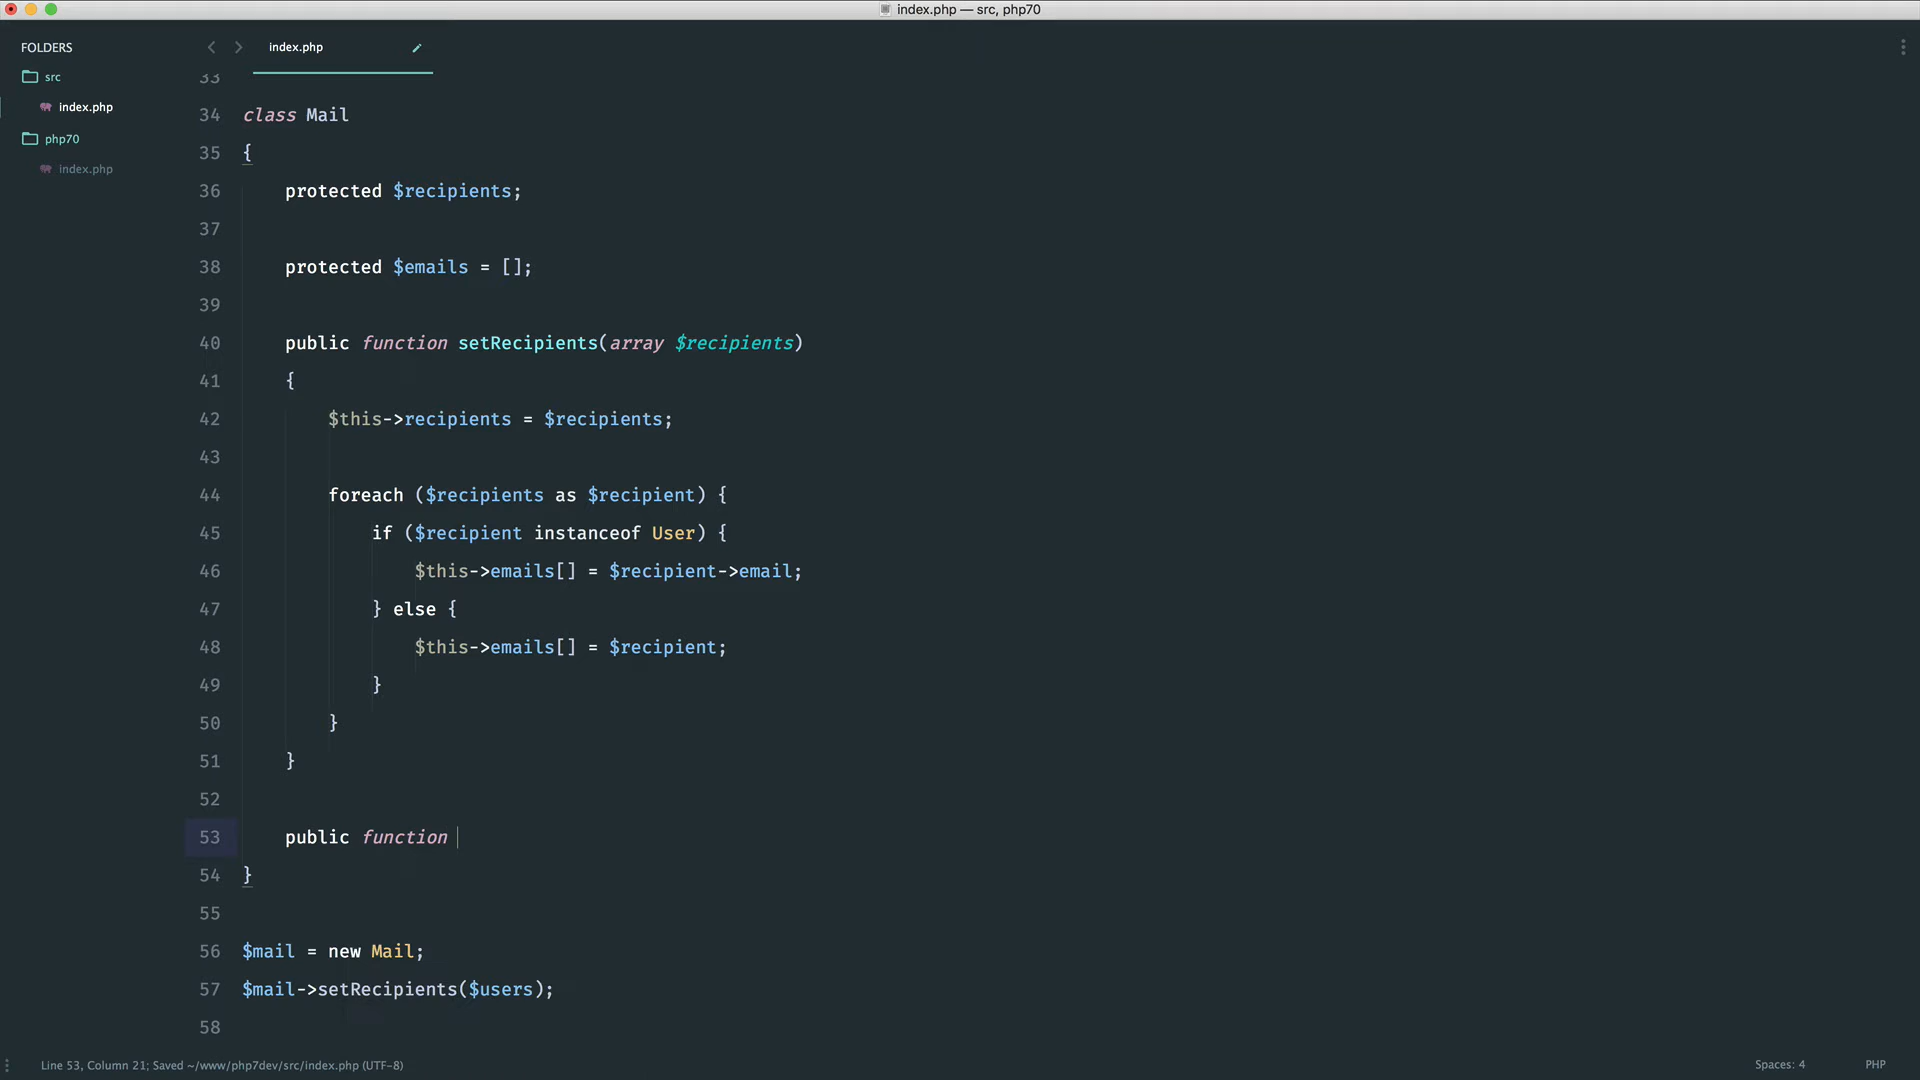 index.php — src, php70
FOLDERS
src
index.php
php70
index.php
index.php
33
34 class Mail
35 {
36 protected $recipients;
37
38 protected $emails = [];
39
40 public function setRecipients(array $recipients)
41 {
42 $this->recipients = $recipients;
43
44 foreach ($recipients as $recipient) {
45 if ($recipient instanceof User) {
46 $this->emails[] = $recipient->email;
47 } else {
48 $this->emails[] = $recipient;
49 }
50 }
51 }
52
53 public function
54 }
55
56 $mail = new Mail;
57 $mail->setRecipients($users);
58
Line 53, Column 21; Saved ~/www/php7dev/src/index.php (UTF-8)
Spaces: 4
PHP